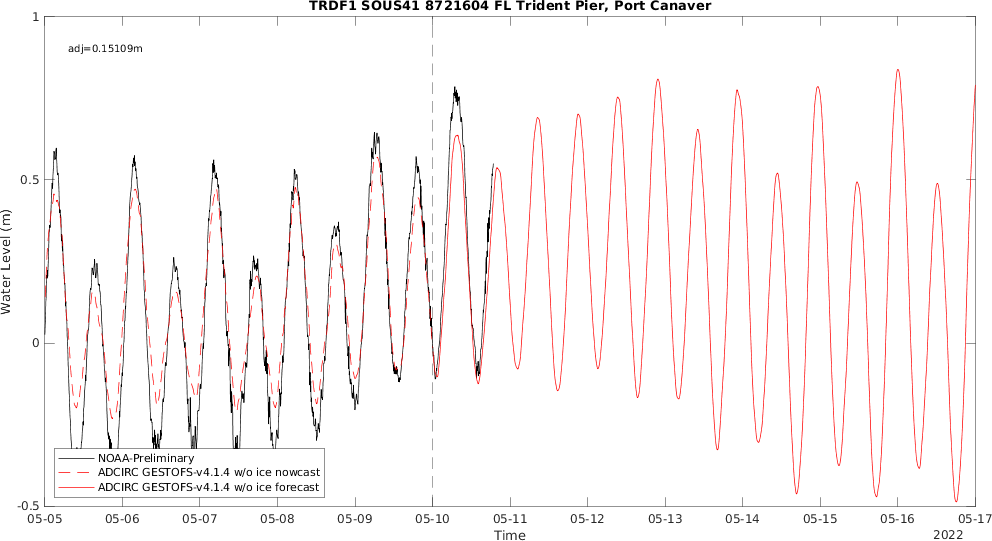 TRDF1 SOUS41 8721604 FL Trident Pier, Port Canaver
adj=0.15109m
1
0.5
0
-0.5
Water Level (m)
NOAA-Preliminary
ADCIRC GESTOFS-v4.1.4 w/o ice nowcast
ADCIRC GESTOFS-v4.1.4 w/o ice forecast
05-05 05-06 05-07 05-08 05-09 05-10 05-11 05-12 05-13 05-14 05-15 05-16 05-17
Time
2022